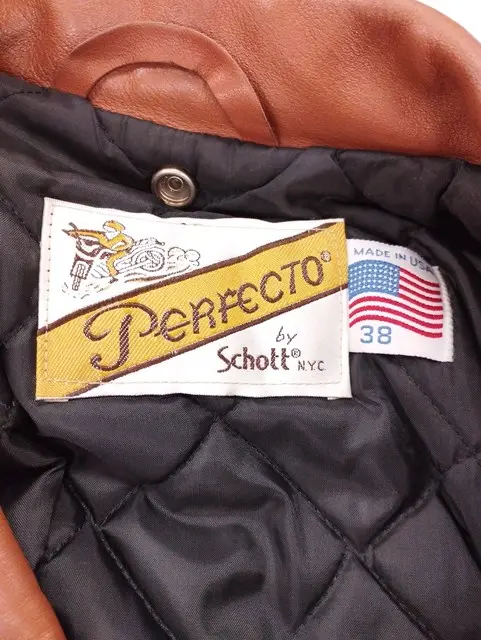 PERFECTO®
by
Schott® N.Y.C.
MADE IN USA
38